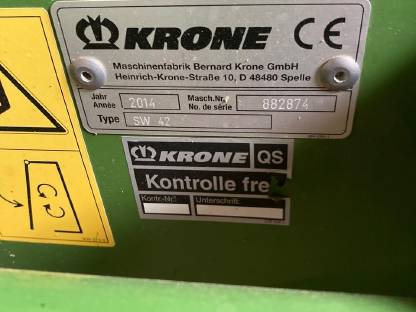 KRONE CE
Maschinenfabrik Bernard Krone GmbH
Heinrich-Krone-Straße 10, D 48480 Spelle
Jahr
Année
2014
Masch.Nr.
No. de série:
882874
Type
SW 42
KRONE QS
Kontrolle fre
Kontr.-Nr.:
Unterschrift: